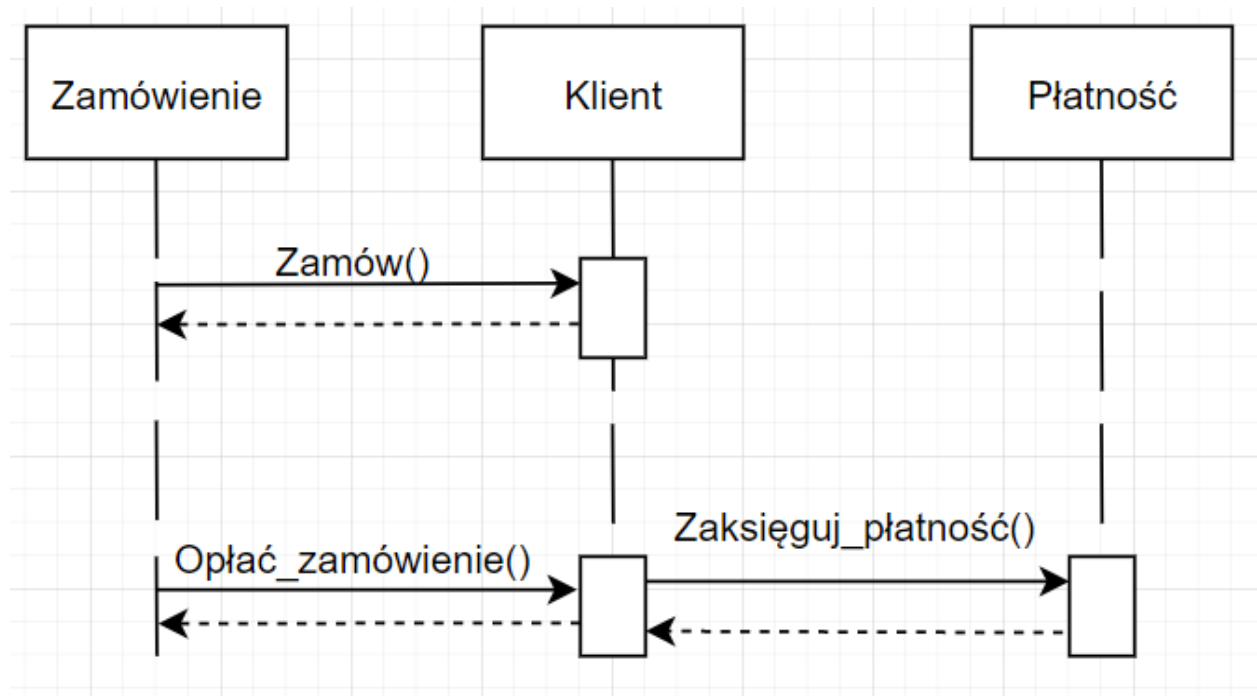 Zamówienie
Klient
Płatność
Zamów()
Zaksięguj_płatność()
Opłać_zamówienie()